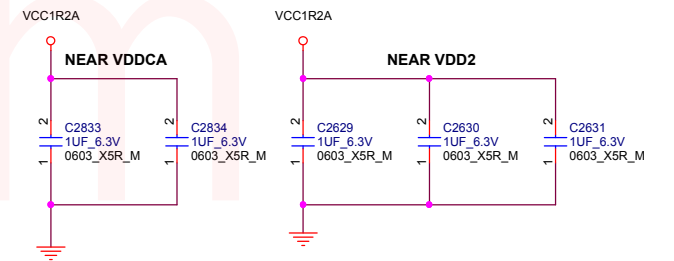 VCC1R2A
VCC1R2A
NEAR VDDCA
NEAR VDD2
2
C2833
1UF_6.3V
0603_X5R_M
1
2
C2834
1UF_6.3V
0603_X5R_M
1
2
C2629
1UF_6.3V
0603_X5R_M
1
2
C2630
1UF_6.3V
0603_X5R_M
1
2
C2631
1UF_6.3V
0603_X5R_M
1